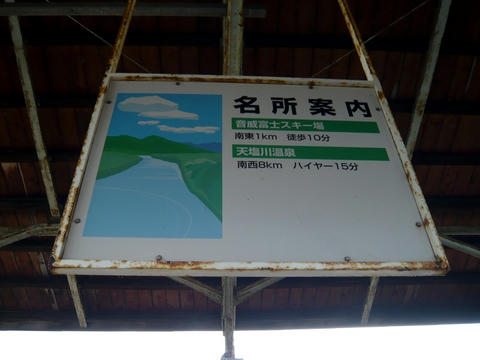 名所案内
音威富士スキー場
南東1km 徒歩10分
天塩川温泉
南西8km ハイヤー15分